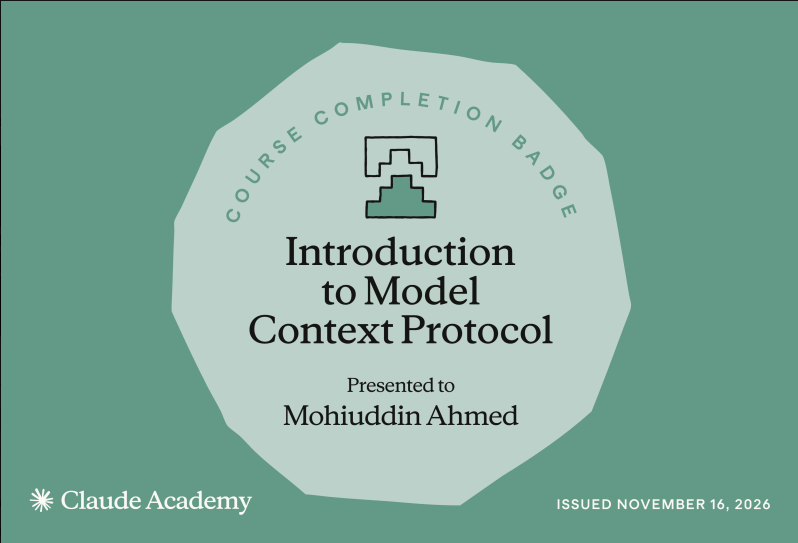 COURSE COMPLETION BADGE
Introduction
to Model
Context Protocol
Presented to
Mohiuddin Ahmed
Claude Academy
ISSUED NOVEMBER 16, 2026